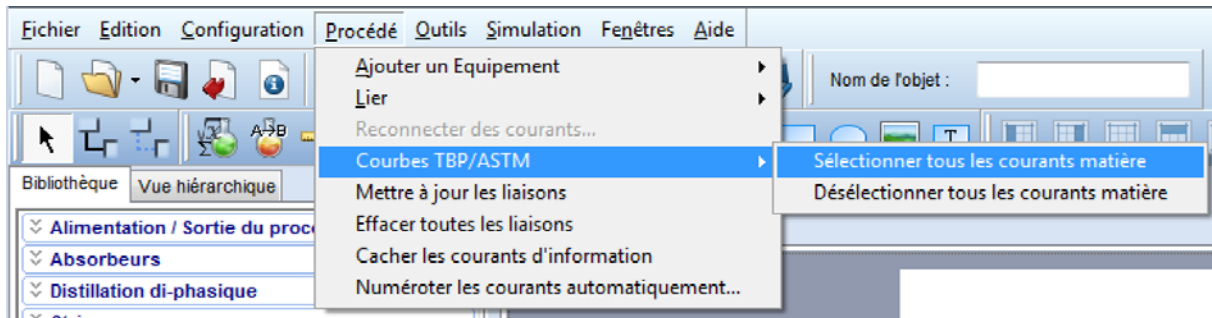 Fichier Edition Configuration Procédé Outils Simulation Fenêtres Aide
Ajouter un Equipement
Nom de l'objet :
Lier
Reconnecter des courants...
A→B
T
Courbes TBP/ASTM
Sélectionner tous les courants matière
Bibliothèque Vue hiérarchique
Mettre à jour les liaisons
Désélectionner tous les courants matière
Alimentation / Sortie du
Effacer toutes les liaisons
Absorbeurs
Cacher les courants d'information
Distillation di-phasique
Numéroter les courants automatiquement...